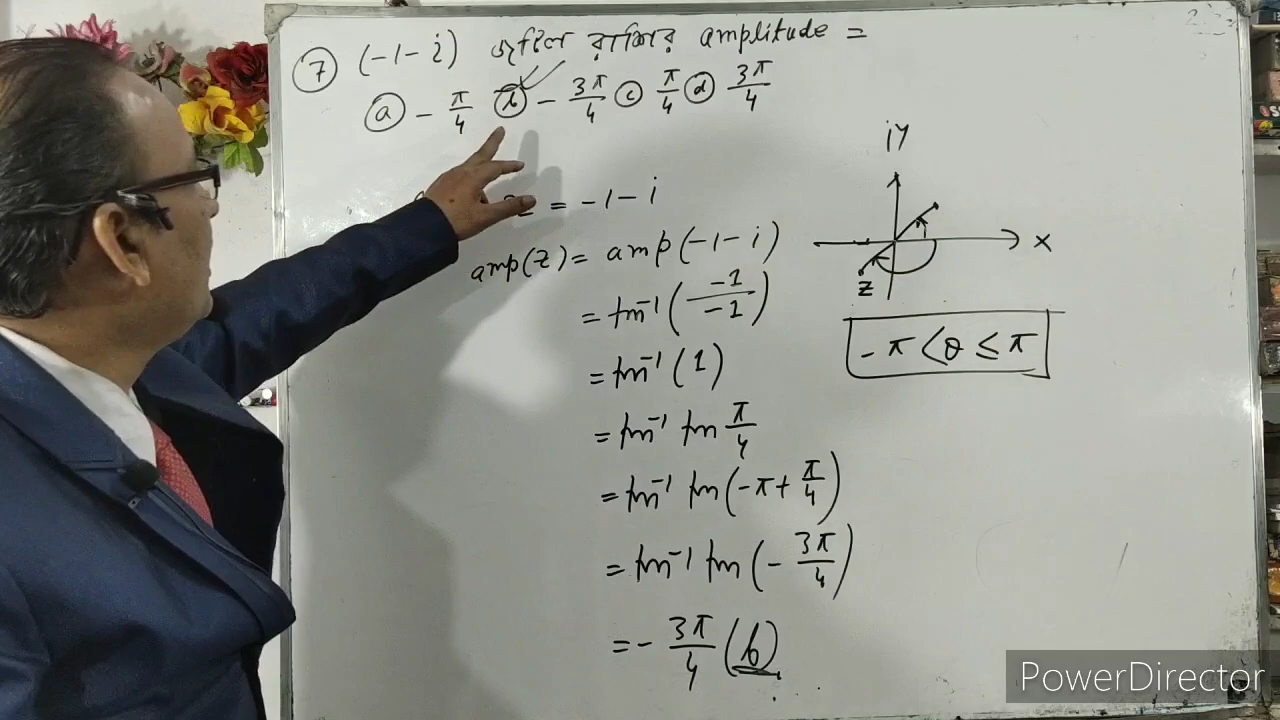 7 (-1-i) জটিল রাশির amplitude =
a -π/4 b -3π/4 c π/4 d 3π/4
z = -1-i
amp(z) = amp(-1-i)
= tan⁻¹(-1/-1)
= tan⁻¹(1)
= tan⁻¹ tan π/4
= tan⁻¹ tan(-π+π/4)
= tan⁻¹ tan(-3π/4)
= -3π/4 (b)
iY
X
Z
-π<θ≤π
PowerDirector